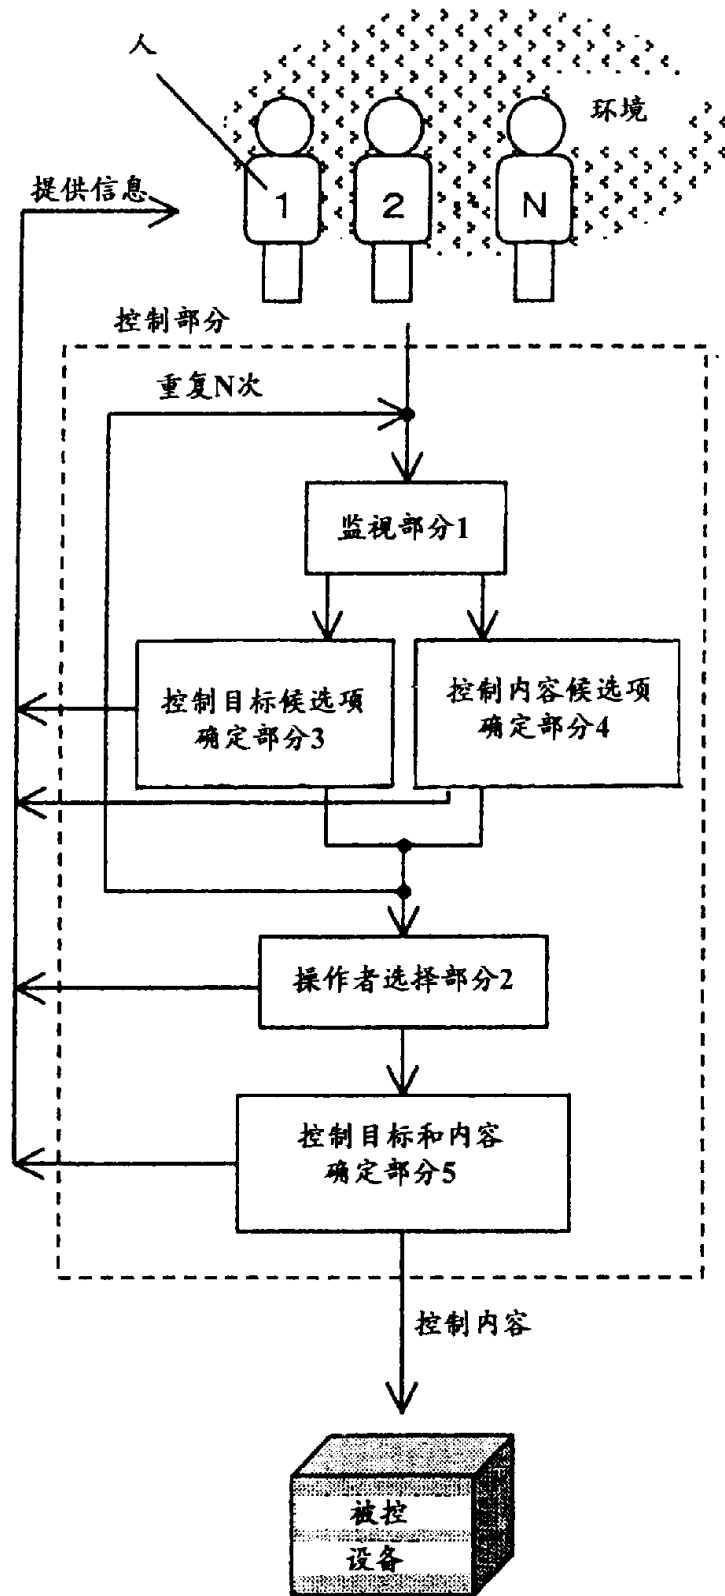 人
环境
提供信息
1
2
N
控制部分
重复N次
监视部分1
控制目标候选项
确定部分3
控制内容候选项
确定部分4
操作者选择部分2
控制目标和内容
确定部分5
控制内容
被控
设备